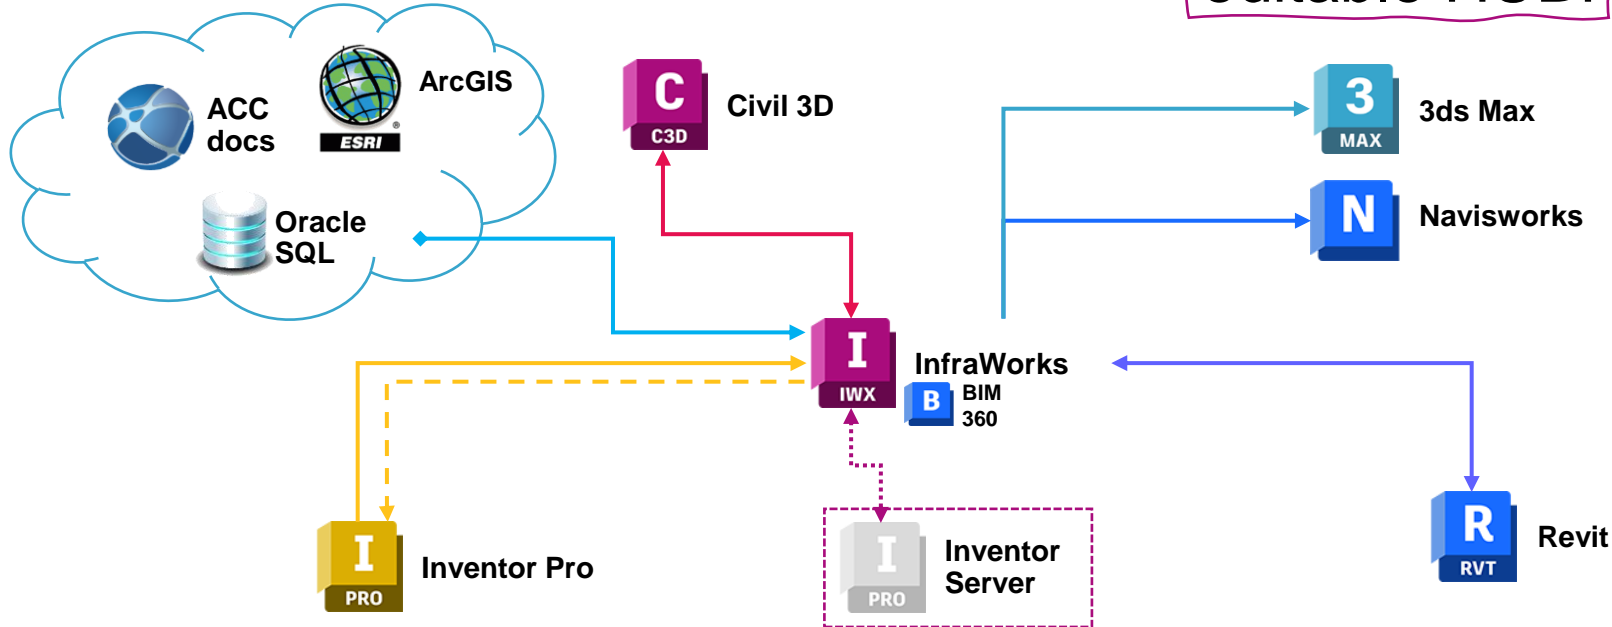 ArcGIS
ACC
docs
ESRI
®
Oracle
SQL
C
C3D
Civil 3D
3
MAX
3ds Max
N
Navisworks
I
IWX
InfraWorks
B
BIM
360
I
PRO
Inventor Pro
I
PRO
Inventor
Server
R
RVT
Revit